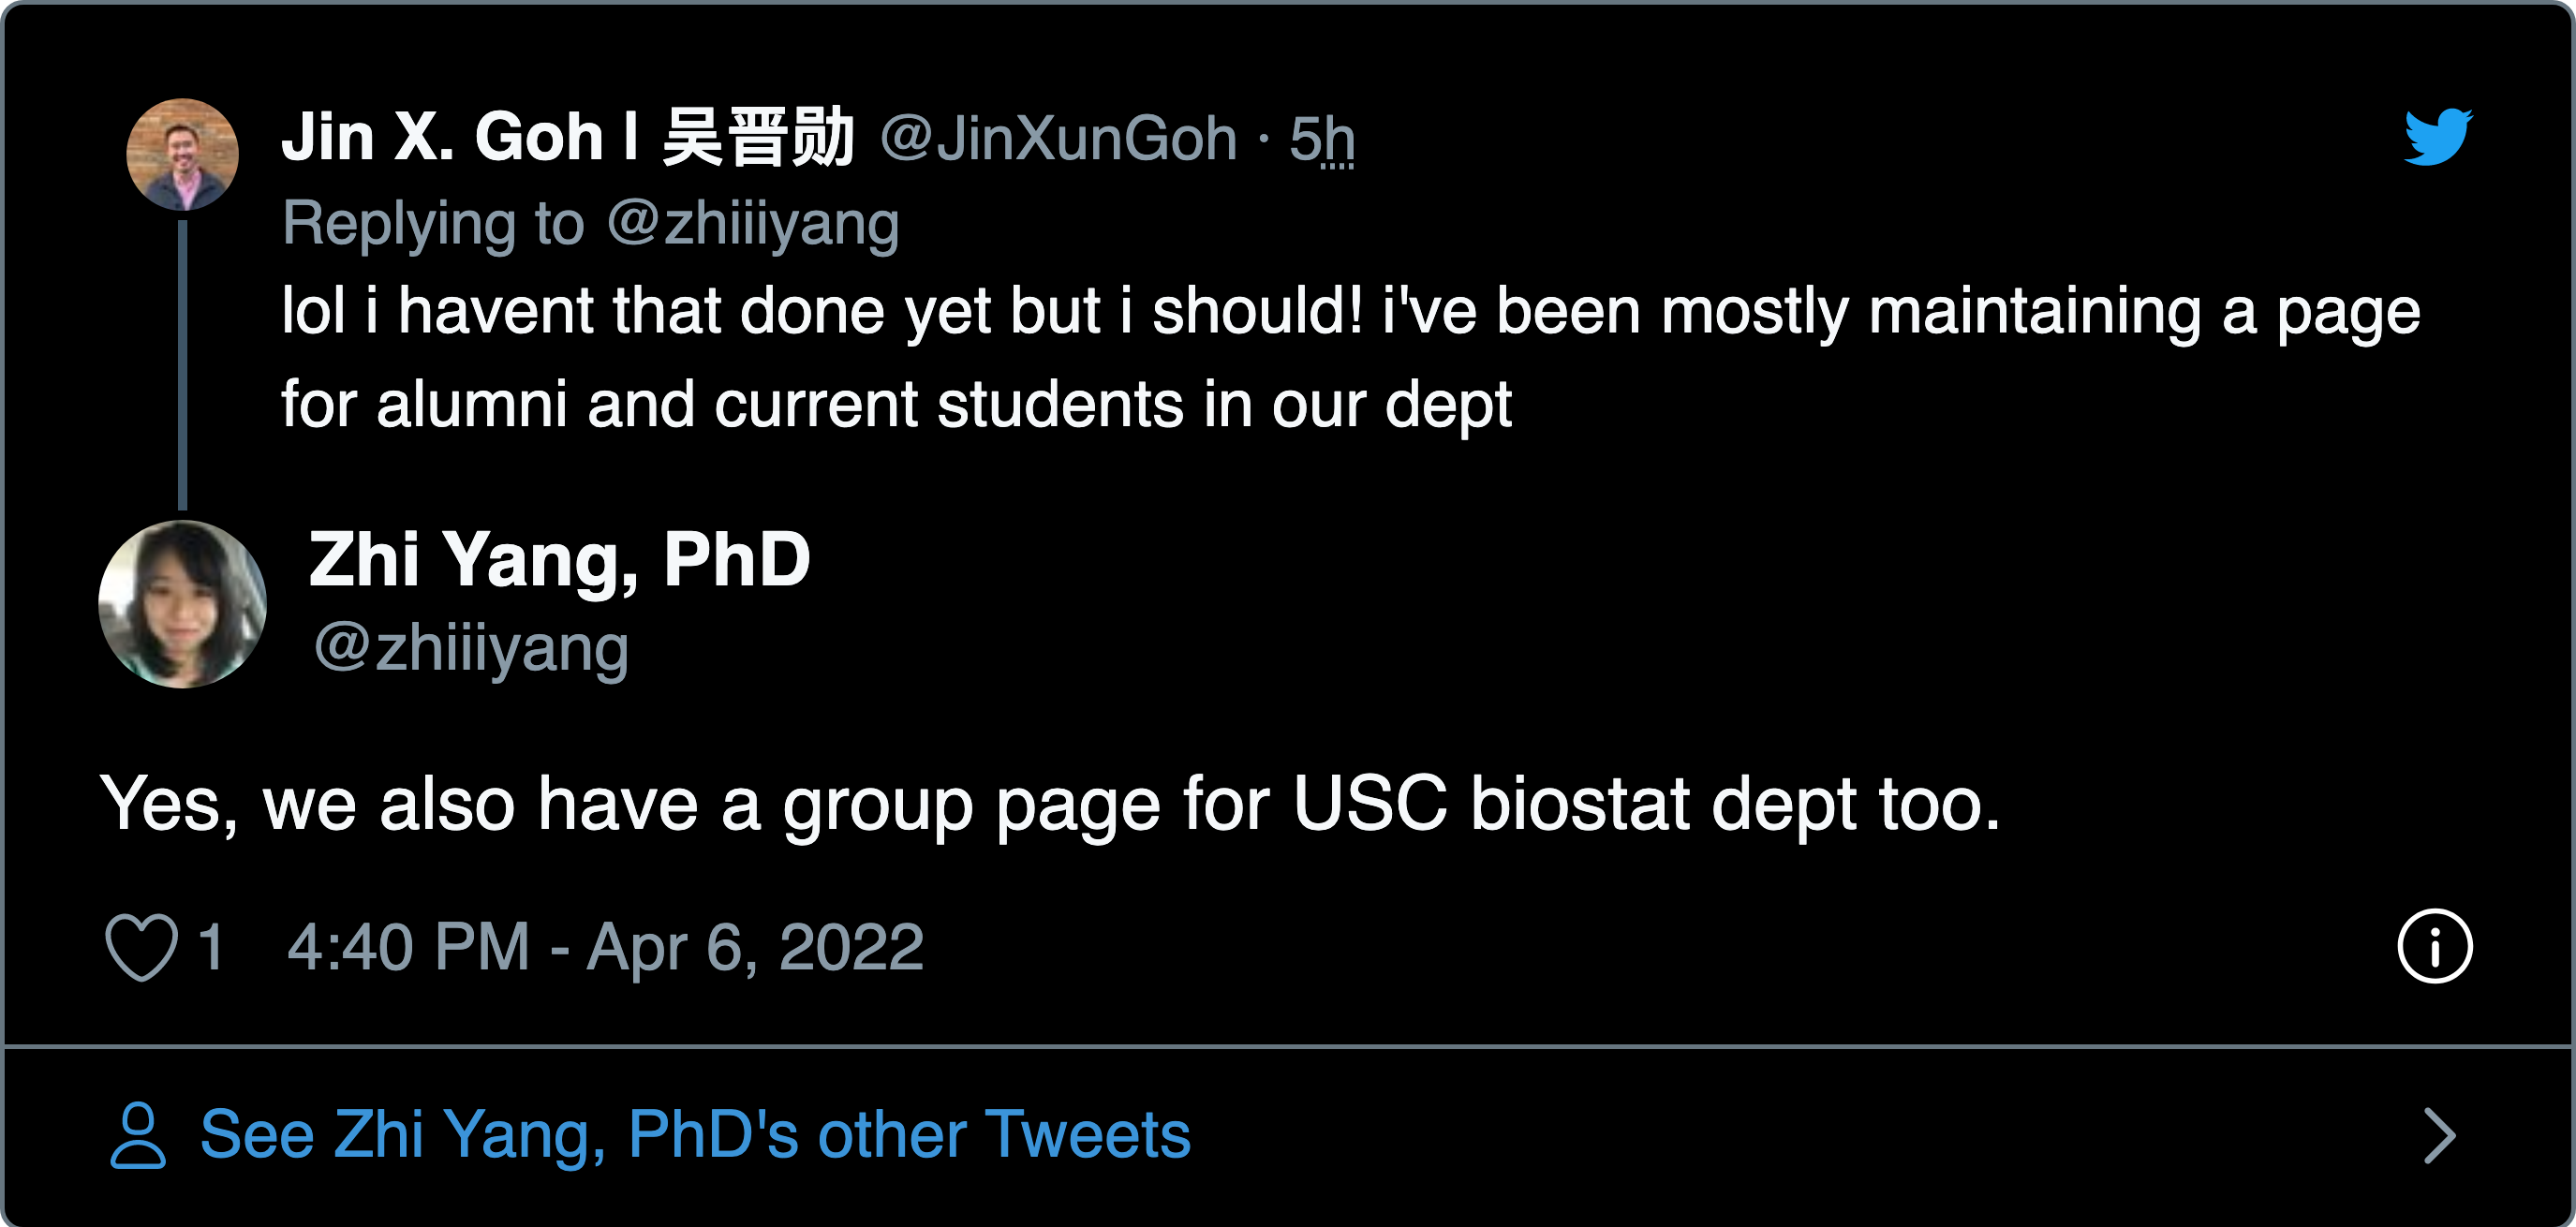 Jin X. Goh | 吴晋勋 @JinXunGoh · 5h
Replying to @zhiiiyang
lol i havent that done yet but i should! i've been mostly maintaining a page
for alumni and current students in our dept
Zhi Yang, PhD
@zhiiiyang
Yes, we also have a group page for USC biostat dept too.
1 4:40 PM - Apr 6, 2022
See Zhi Yang, PhD's other Tweets